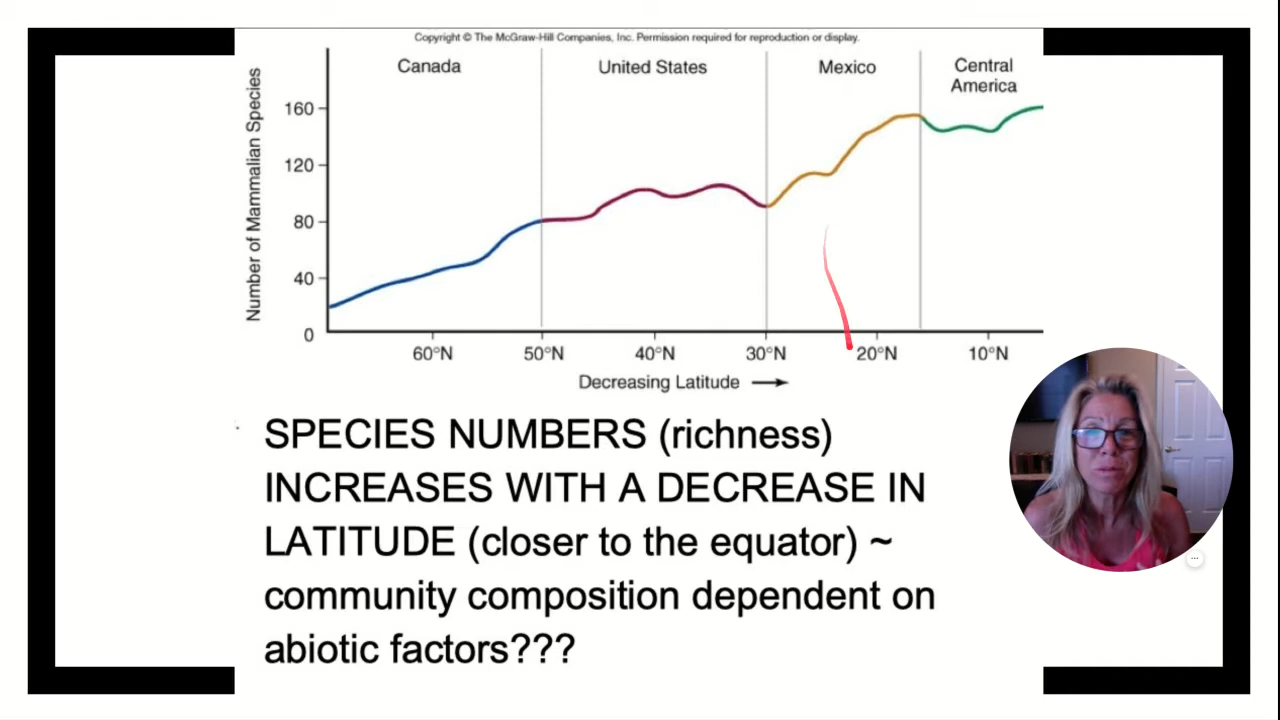 Copyright © The McGraw-Hill Companies, Inc. Permission required for reproduction or display.
Canada
United States
Mexico
Central
America
Number of Mammalian Species
160
120
80
40
0
60°N
50°N
40°N
30°N
20°N
10°N
Decreasing Latitude
SPECIES NUMBERS (richness)
INCREASES WITH A DECREASE IN
LATITUDE (closer to the equator) ~
community composition dependent on
abiotic factors???